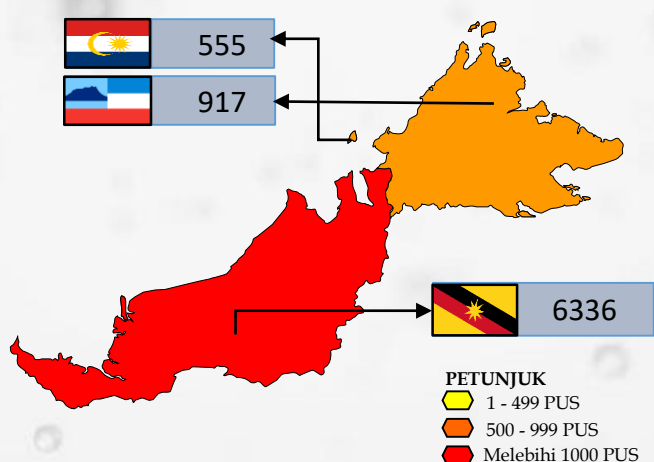 555
917
6336
PETUNJUK
1 - 499 PUS
500 - 999 PUS
Melebihi 1000 PUS